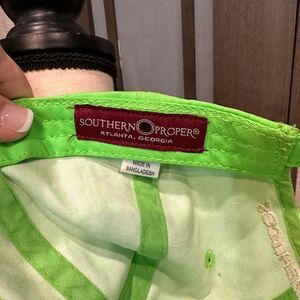 SOUTHERN PROPER®
ATLANTA, GEORGIA
MADE IN
BANGLADESH